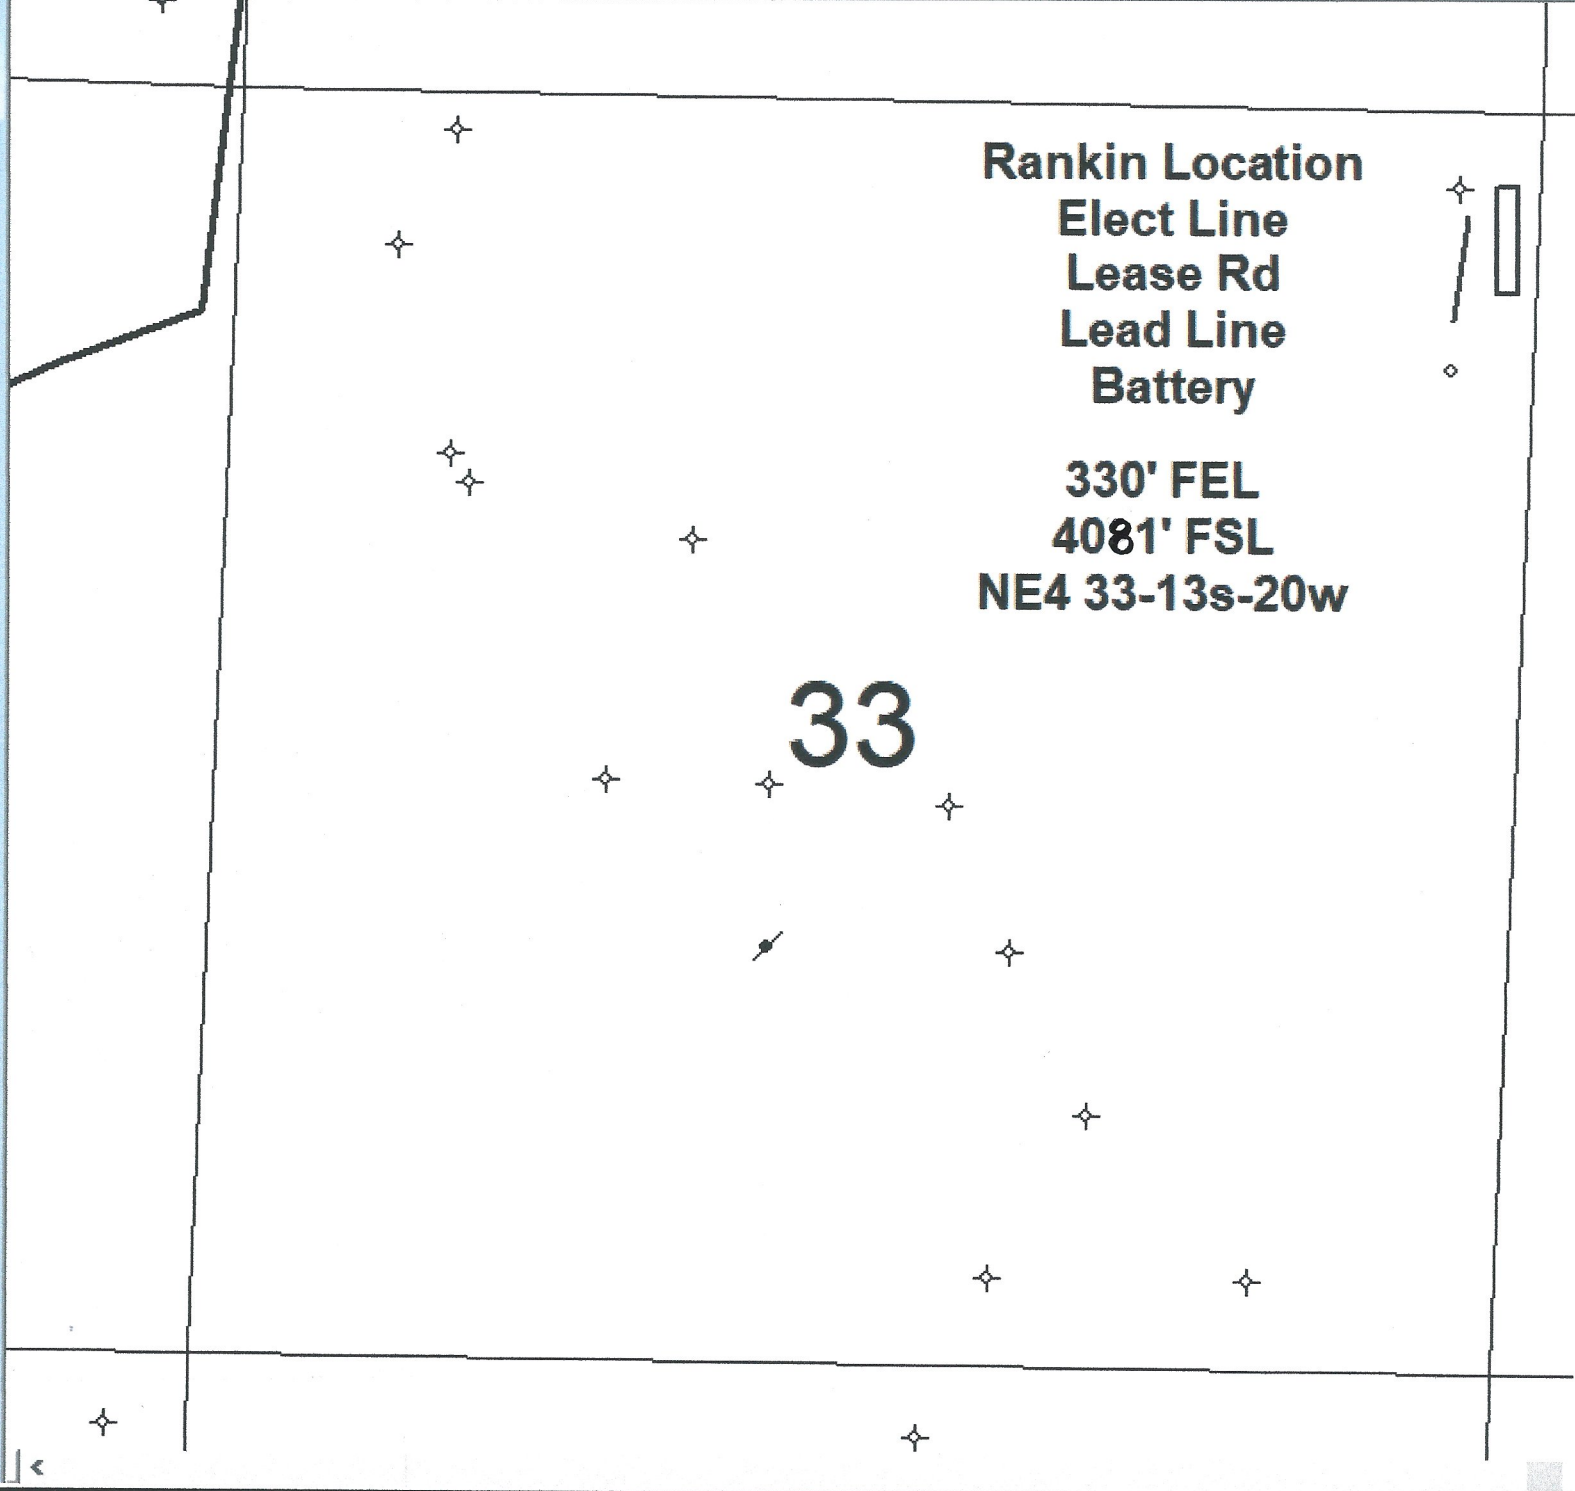 Rankin Location
Elect Line
Lease Rd
Lead Line
Battery
330' FEL
4081' FSL
NE4 33-13s-20w
33